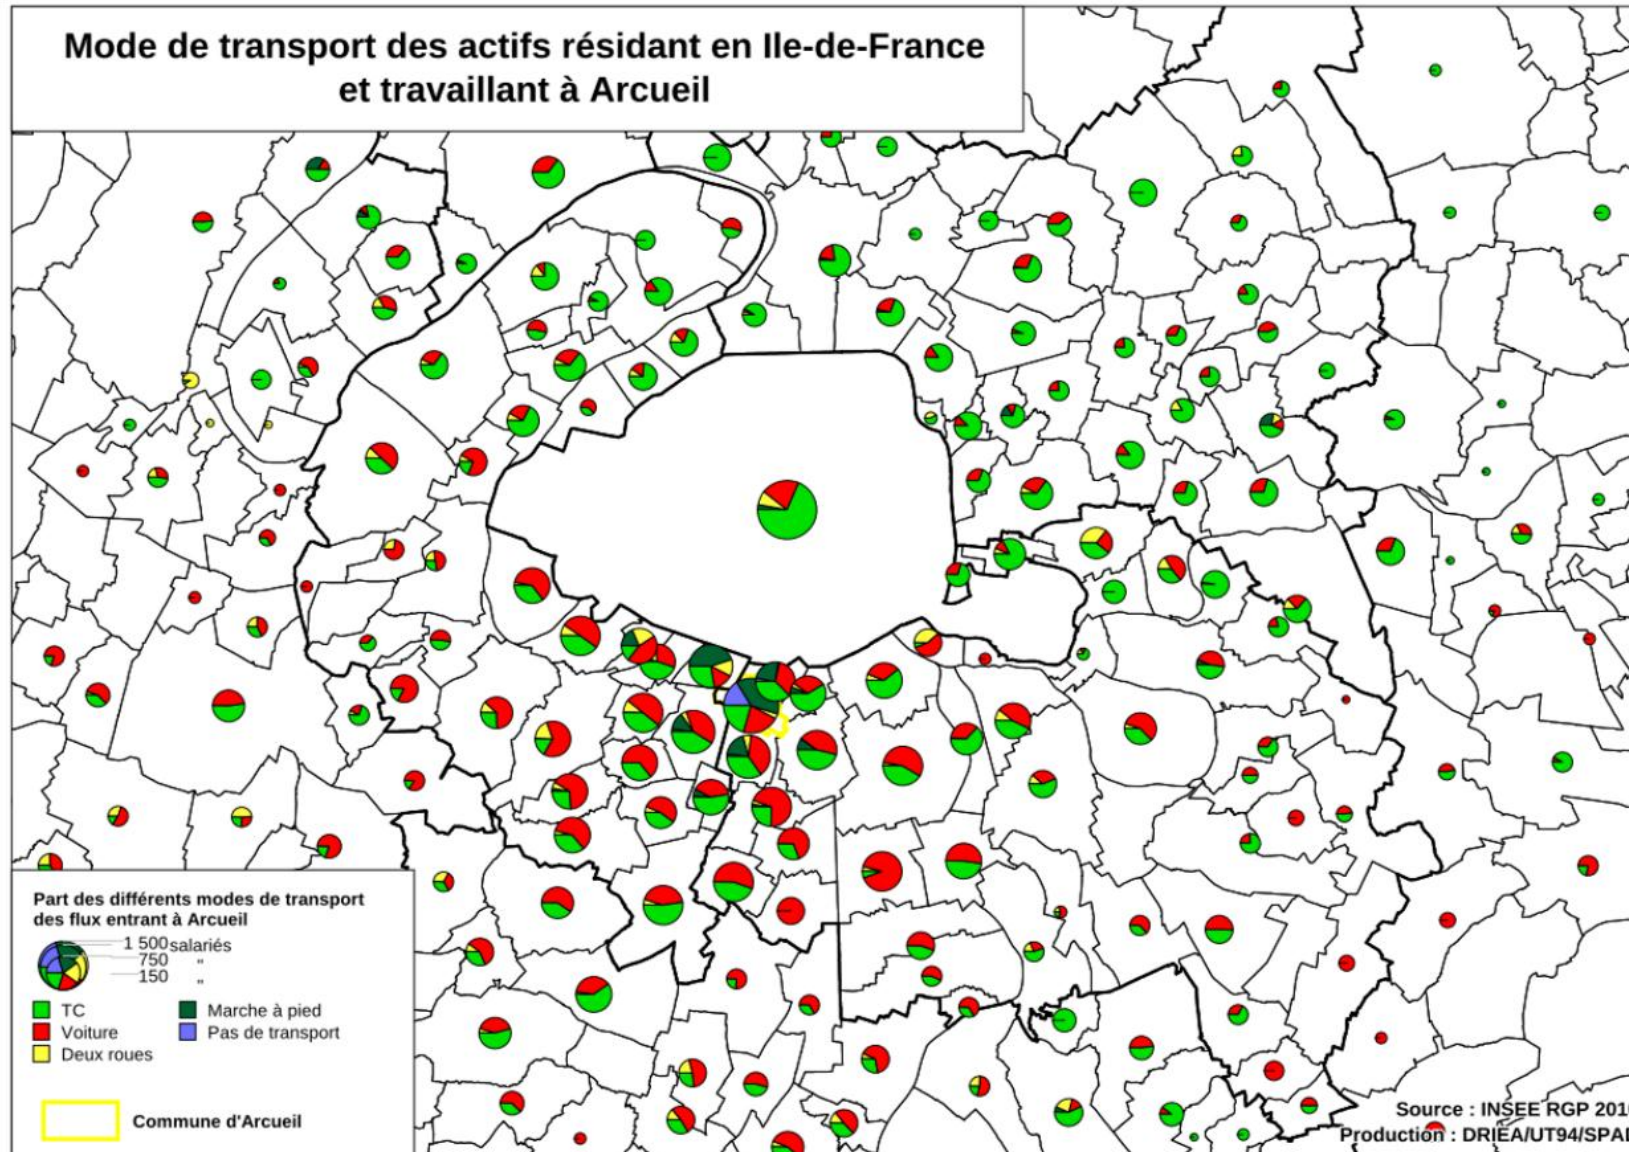 Mode de transport des actifs résidant en Ile-de-France
et travaillant à Arcueil
Part des différents modes de transport
des flux entrant à Arcueil
1 500 salariés
750 "
150 "
TC
Marche à pied
Voiture
Pas de transport
Deux roues
Commune d'Arcueil
Source : INSEE RGP 2010
Production : DRIEA/UT94/SPAD